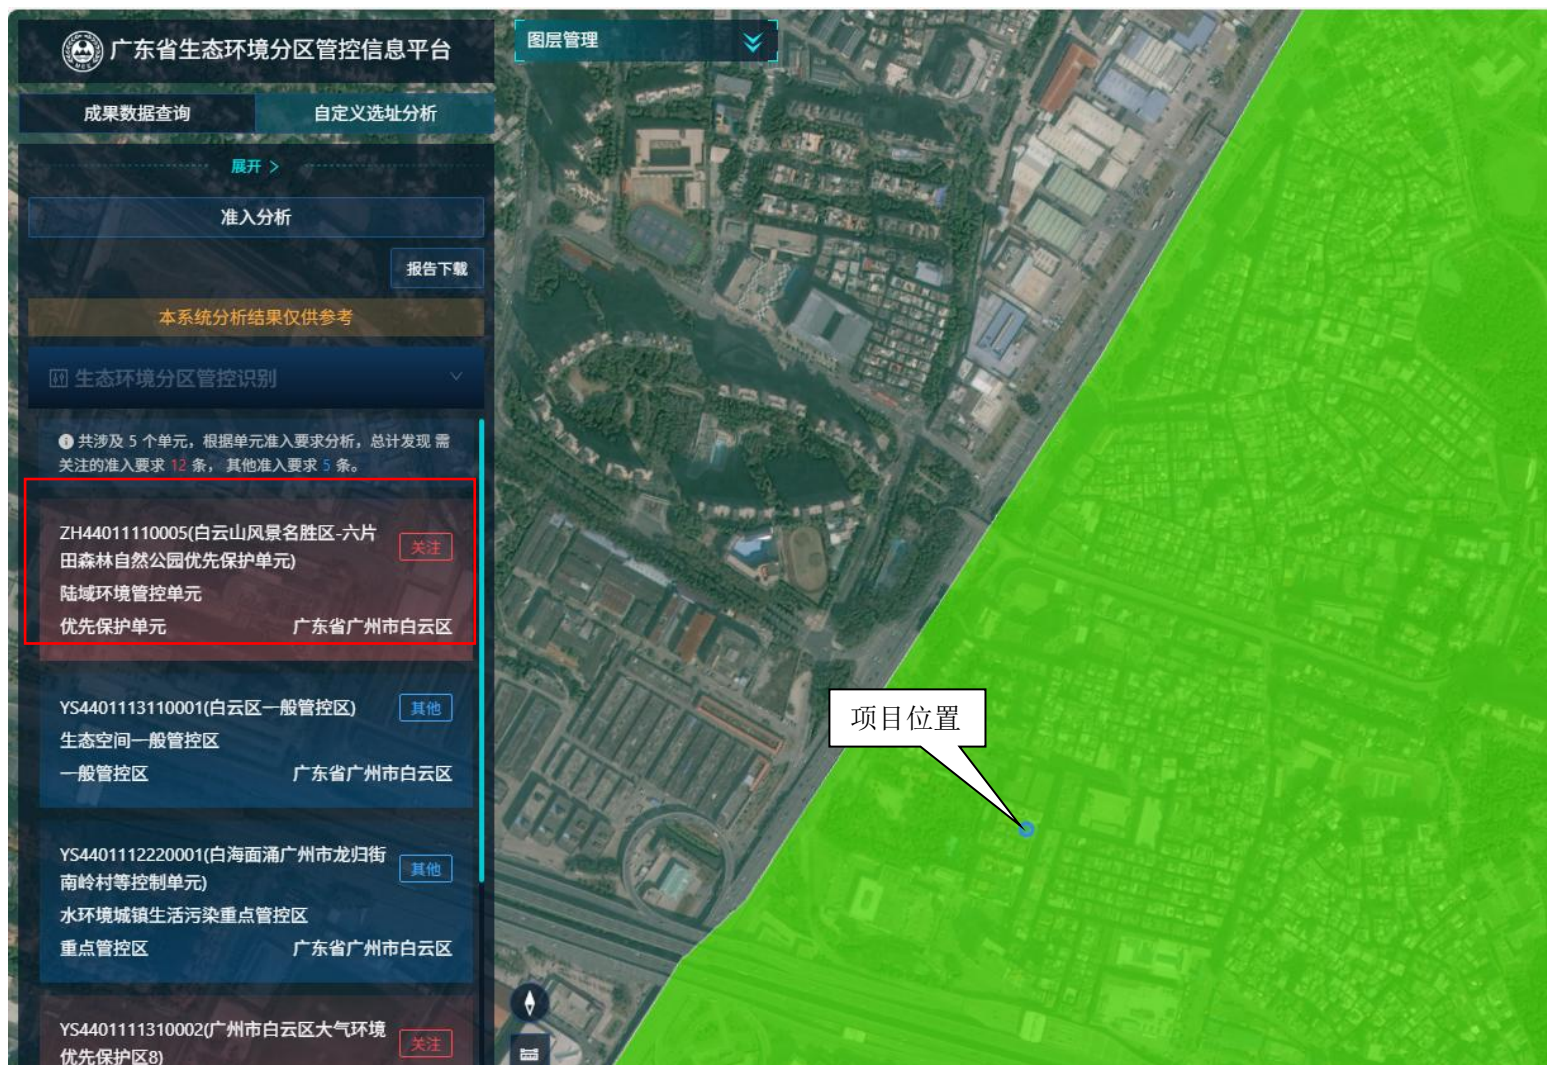 广东省生态环境分区管控信息平台
图层管理
成果数据查询
自定义选址分析
展开 >
准入分析
报告下载
本系统分析结果仅供参考
生态环境分区管控识别
共涉及 5 个单元，根据单元准入要求分析，总计发现 需
关注的准入要求 12 条， 其他准入要求 5 条。
ZH44011110005(白云山风景名胜区-六片
田森林自然公园优先保护单元)
关注
陆域环境管控单元
优先保护单元
广东省广州市白云区
YS4401113110001(白云区一般管控区)
其他
生态空间一般管控区
一般管控区
广东省广州市白云区
YS4401112220001(白海面涌广州市龙归街
南岭村等控制单元)
其他
水环境城镇生活污染重点管控区
重点管控区
广东省广州市白云区
YS4401111310002(广州市白云区大气环境
优先保护区8)
关注
项目位置